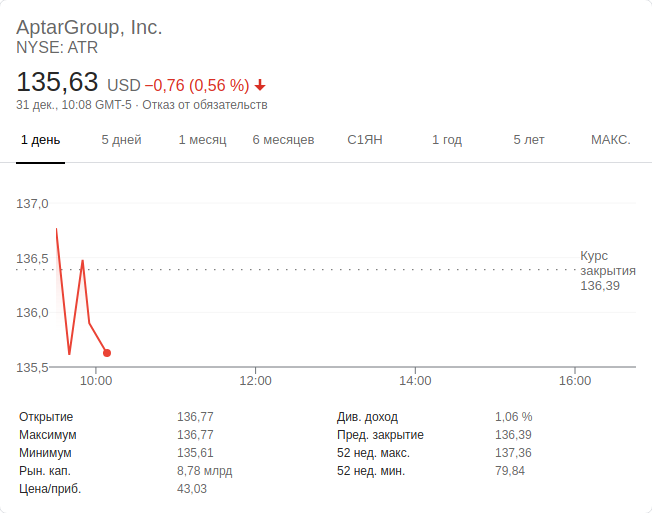 AptarGroup, Inc.
NYSE: ATR
135,63 USD −0,76 (0,56 %)
31 дек., 10:08 GMT-5 · Отказ от обязательств
1 день 5 дней 1 месяц 6 месяцев С1ЯН 1 год 5 лет МАКС.
137,0
136,5
136,0
135,5
Курс
закрытия
136,39
10:00 12:00 14:00 16:00
Открытие 136,77
Максимум 136,77
Минимум 135,61
Рын. кап. 8,78 млрд
Цена/приб. 43,03
Див. доход 1,06 %
Пред. закрытие 136,39
52 нед. макс. 137,36
52 нед. мин. 79,84